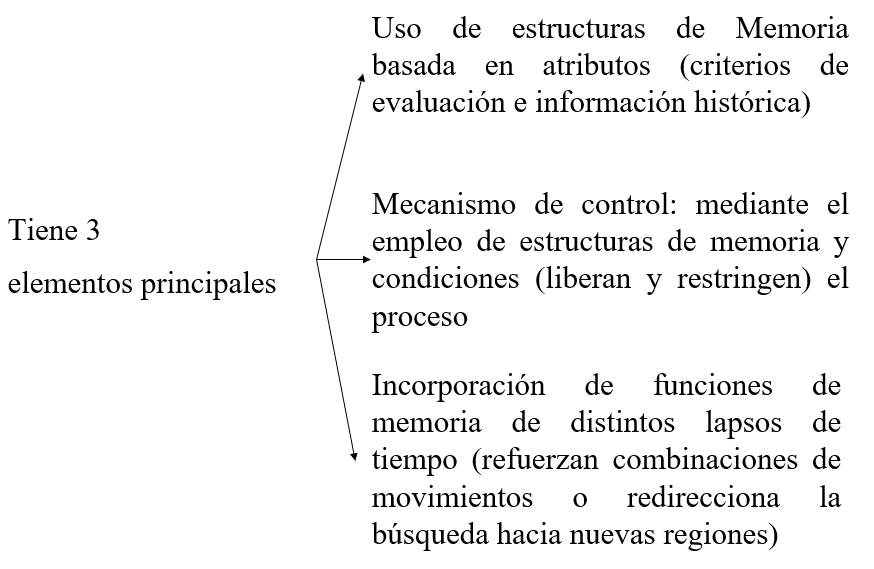 Tiene 3
elementos principales
Uso de estructuras de Memoria
basada en atributos (criterios de
evaluación e información histórica)
Mecanismo de control: mediante el
empleo de estructuras de memoria y
condiciones (liberan y restringen) el
proceso
Incorporación de funciones de
memoria de distintos lapsos de
tiempo (refuerzan combinaciones de
movimientos o redirecciona la
búsqueda hacia nuevas regiones)